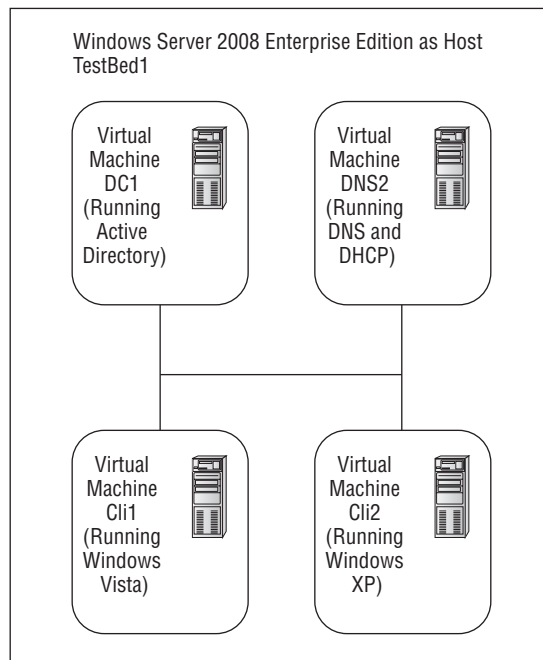 Windows Server 2008 Enterprise Edition as Host
TestBed1
Virtual
Machine
DC1
(Running
Active
Directory)
Virtual
Machine
DNS2
(Running
DNS and
DHCP)
Virtual
Machine
Cli1
(Running
Windows
Vista)
Virtual
Machine
Cli2
(Running
Windows
XP)